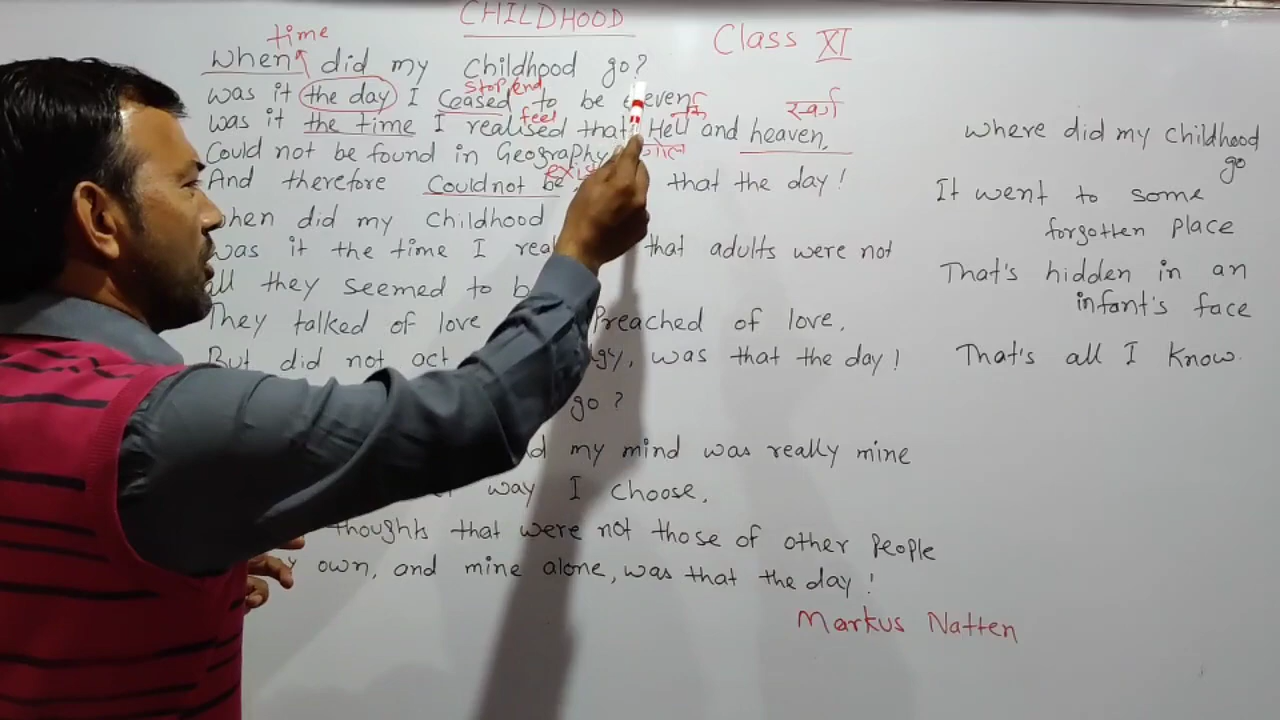 CHILDHOOD
Class XI
time
When did my childhood go?
stop/end
was it the day I Ceased to be eleven
feel
नर्क
स्वर्ग
was it the time I realised that Hell and heaven,
Could not be found in Geography
exist
And therefore Could not be that the day!
when did my childhood
was it the time I that adults were not
all they seemed to
They talked of love Preached of love,
But did not act was that the day!
go?
my mind was really mine
way I choose,
thoughts that were not those of other People
own, and mine alone, was that the day!
Markus Natten
where did my childhood
go
It went to some
forgotten place
That's hidden in an
infant's face
That's all I know.